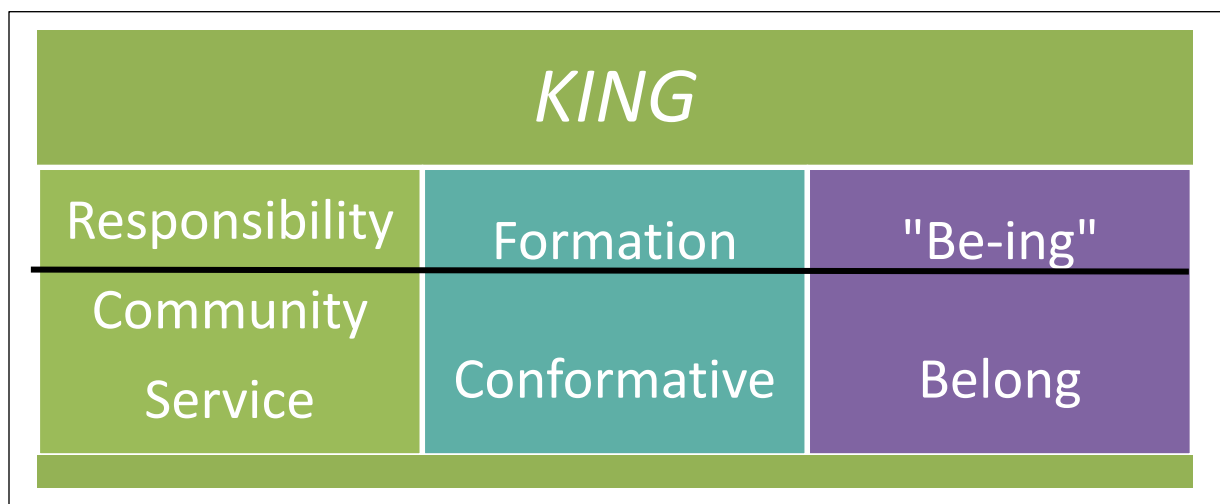 KING
Responsibility
Formation
"Be-ing"
Community
Service
Conformative
Belong